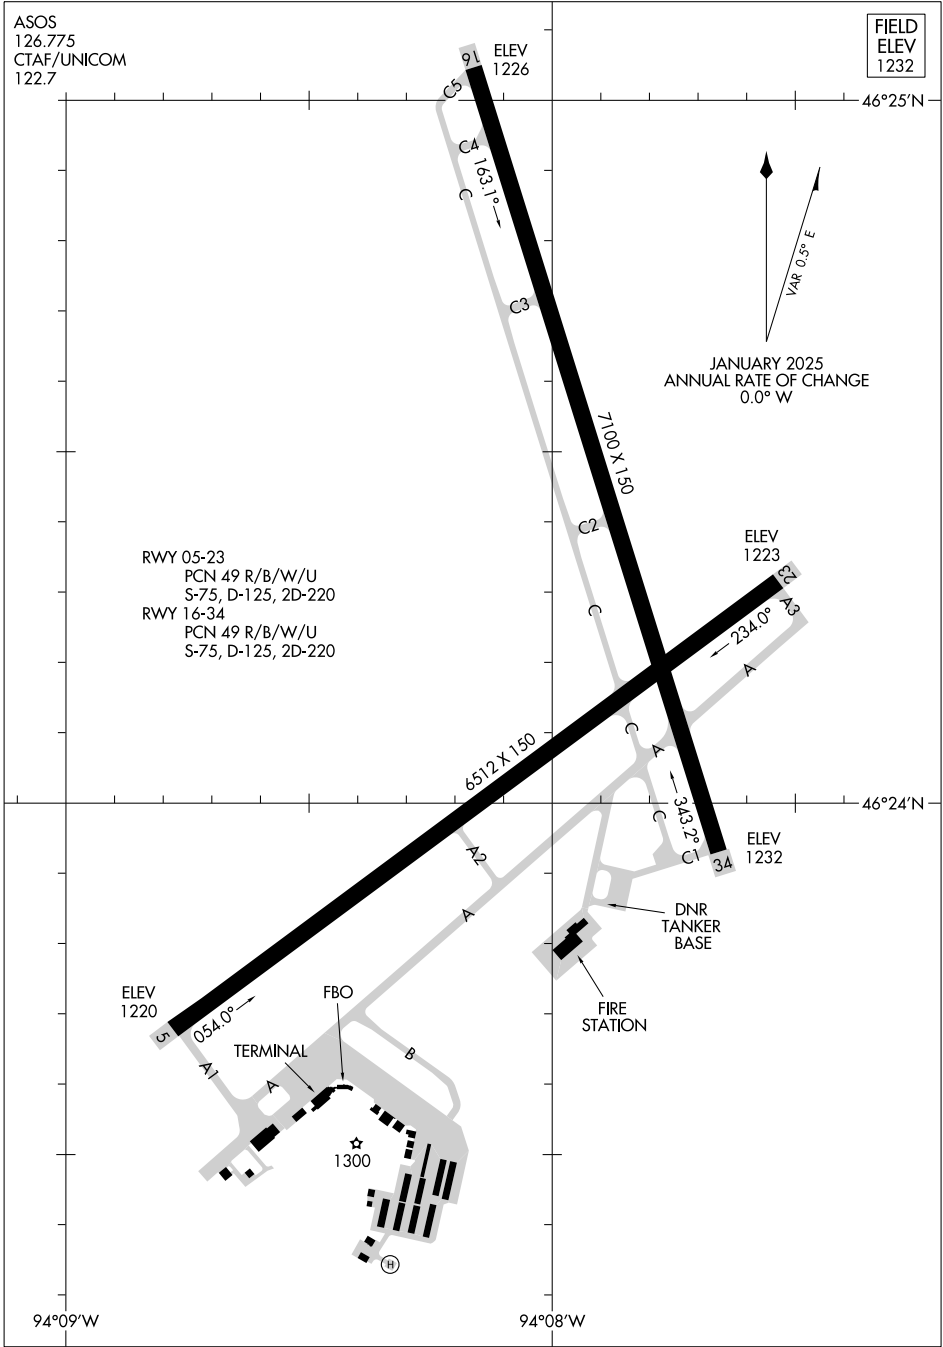 ASOS
126.775
CTAF/UNICOM
122.7
FIELD
ELEV
1232
16
ELEV
1226
46°25'N
C5
C4
163.1°
C
C3
VAR 0.5° E
JANUARY 2025
ANNUAL RATE OF CHANGE
0.0° W
7100 X 150
C2
RWY 05-23
PCN 49 R/B/W/U
S-75, D-125, 2D-220
RWY 16-34
PCN 49 R/B/W/U
S-75, D-125, 2D-220
ELEV
1223
23
A3
C
234.0°
A
C
A
6512 X 150
343.2°
C
46°24'N
C1
34
ELEV
1232
A2
A
DNR
TANKER
BASE
FIRE
STATION
ELEV
1220
5
054.0°
FBO
TERMINAL
A1
A
B
1300
H
94°09'W
94°08'W